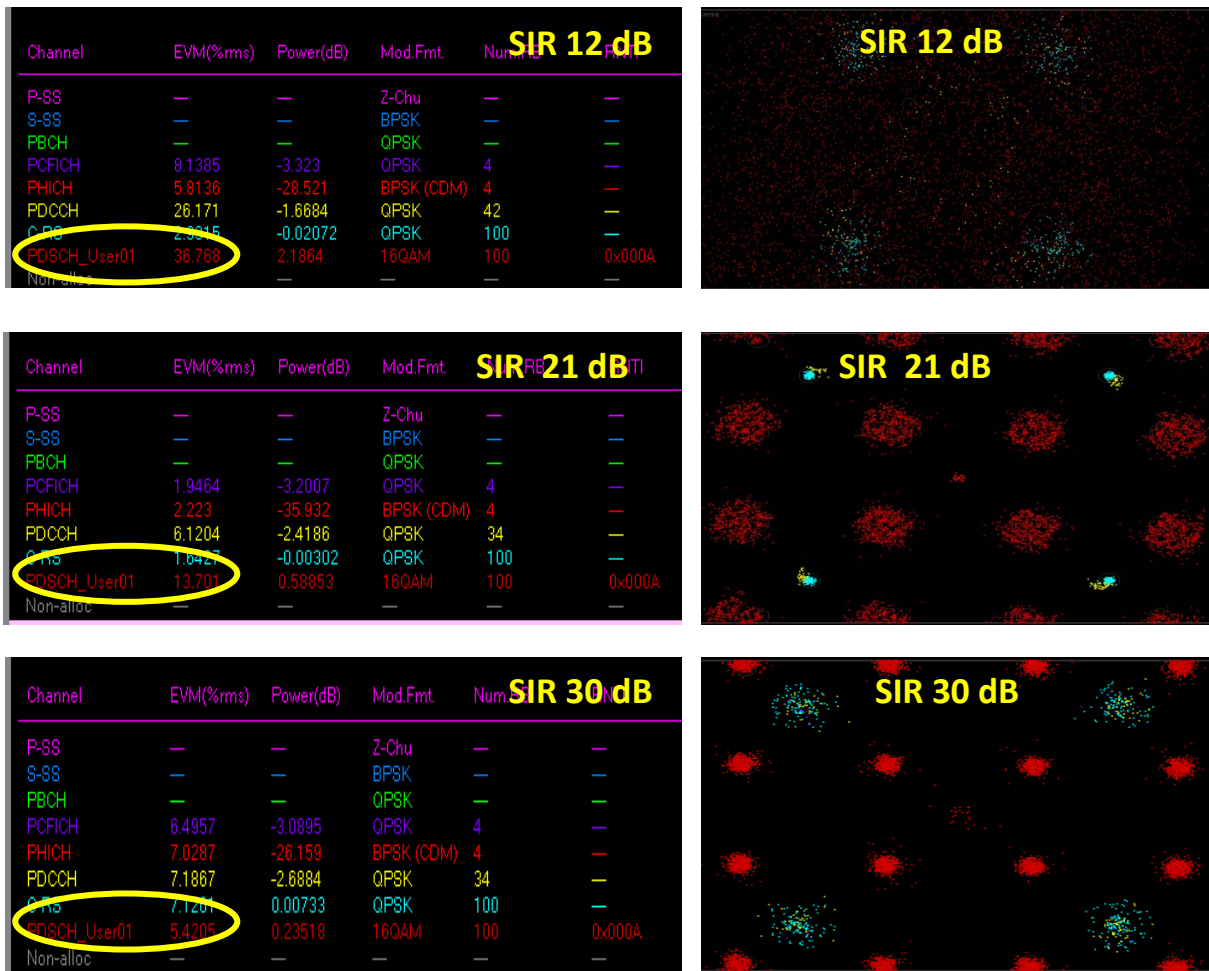 SIR 12 dB
Channel EVM(%rms) Power(dB) Mod.Fmt.
P-SS — — Z-Chu — —
S-SS — — BPSK — —
PBCH — — QPSK — —
PCFICH 8.1385 -3.323 QPSK 4 —
PHICH 5.8136 -28.521 BPSK (CDM) 4 —
PDCCH 26.171 -1.6684 QPSK 42 —
C-RS -0.02072 QPSK 100 —
PDSCH_User01 36.768 2.1864 16QAM 100 0x000A
Non-alloc — — — —
SIR 12 dB
SIR 21 dB
Channel EVM(%rms) Power(dB) Mod.Fmt.
P-SS — — Z-Chu — —
S-SS — — BPSK — —
PBCH — — QPSK — —
PCFICH 1.9464 -3.2007 QPSK 4 —
PHICH 2.223 -35.932 BPSK (CDM) 4 —
PDCCH 6.1204 -2.4186 QPSK 34 —
C-RS 1.6427 -0.00302 QPSK 100 —
PDSCH_User01 13.701 0.58853 16QAM 100 0x000A
Non-alloc — — — — —
SIR 21 dB
SIR 30 dB
Channel EVM(%rms) Power(dB) Mod.Fmt.
P-SS — — Z-Chu — —
S-SS — — BPSK — —
PBCH — — QPSK — —
PCFICH 6.4957 -3.0895 QPSK 4 —
PHICH 7.0287 -26.159 BPSK (CDM) 4 —
PDCCH 7.1867 -2.6884 QPSK 34 —
C-RS 7.1201 0.00733 QPSK 100 —
PDSCH_User01 5.4205 0.23518 16QAM 100 0x000A
Non-alloc — — — — —
SIR 30 dB